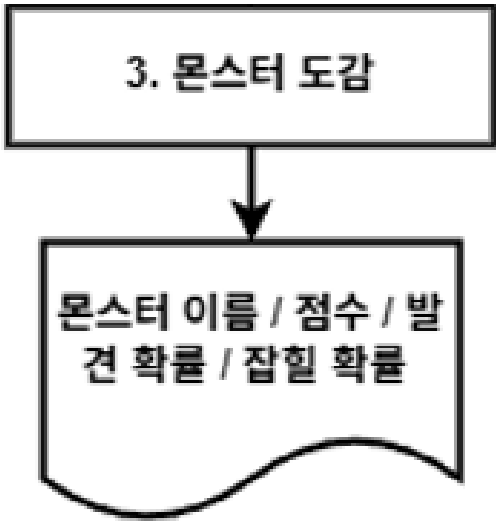 3. 몬스터 도감
몬스터 이름 / 점수 / 발
견 확률 / 잡힐 확률